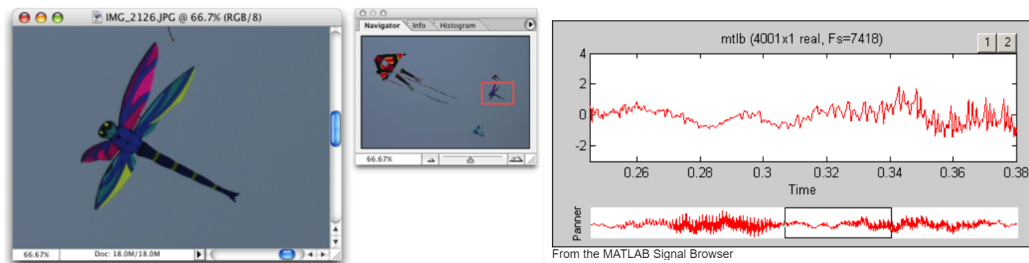 IMG_2126.JPG @ 66.7% (RGB/8)
66.67%
Doc: 18.0M/18.0M
Navigator
Info
Histogram
66.67%
mtlb (4001x1 real, Fs=7418)
1
2
4
2
0
-2
0.26
0.28
0.3
0.32
0.34
0.36
0.38
Time
Panner
From the MATLAB Signal Browser